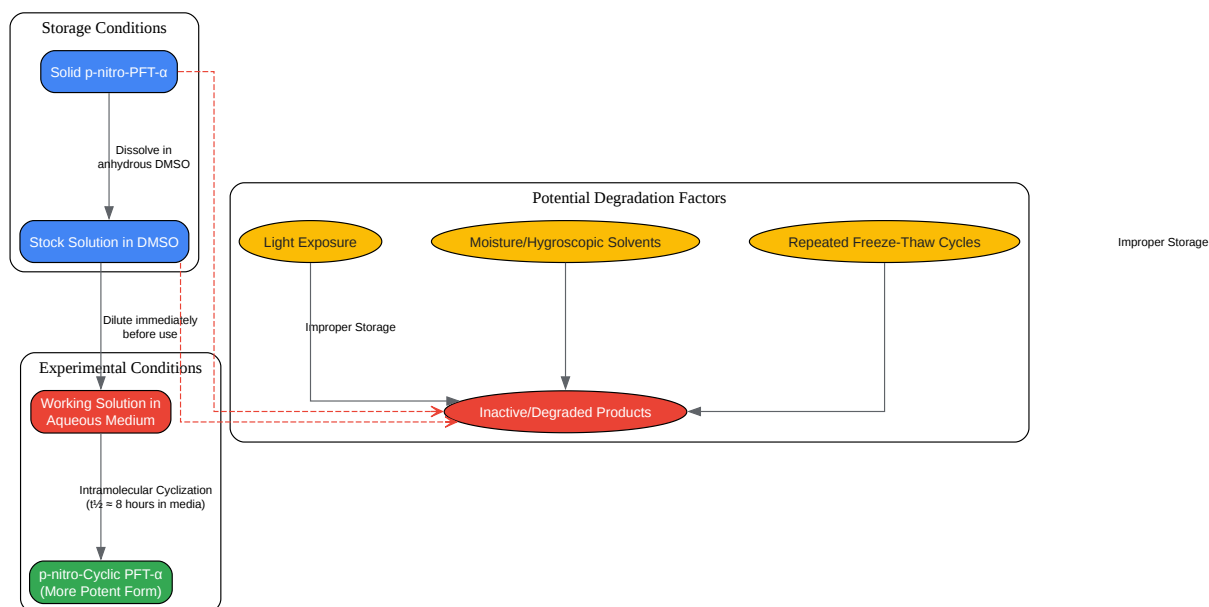 Storage Conditions
Solid p-nitro-PFT-α
Dissolve in
anhydrous DMSO
Stock Solution in DMSO
Dilute immediately
before use
Experimental Conditions
Working Solution in
Aqueous Medium
Intramolecular Cyclization
(t½ ≈ 8 hours in media)
p-nitro-Cyclic PFT-α
(More Potent Form)
Potential Degradation Factors
Light Exposure
Moisture/Hygroscopic Solvents
Repeated Freeze-Thaw Cycles
Improper Storage
Improper Storage
Inactive/Degraded Products